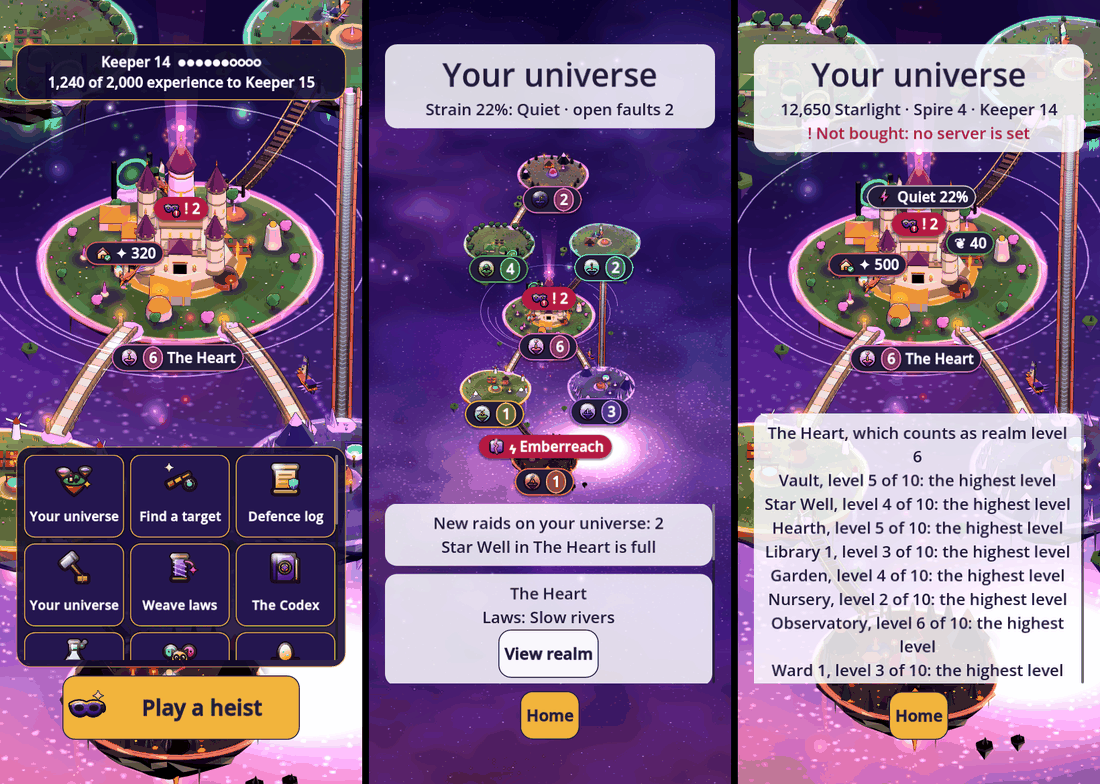 Keeper 14
1,240 of 2,000 experience to Keeper 15
! 2
320
6 The Heart
Your universe
Find a target
Defence log
Your universe
Weave laws
The Codex
Play a heist
Your universe
Strain 22%: Quiet · open faults 2
2
4
2
! 2
6
1
3
Emberreach
1
New raids on your universe: 2
Star Well in The Heart is full
The Heart
Laws: Slow rivers
View realm
Home
Your universe
12,650 Starlight · Spire 4 · Keeper 14
! Not bought: no server is set
Quiet 22%
! 2
40
500
6 The Heart
The Heart, which counts as realm level
6
Vault, level 5 of 10: the highest level
Star Well, level 4 of 10: the highest level
Hearth, level 5 of 10: the highest level
Library 1, level 3 of 10: the highest level
Garden, level 4 of 10: the highest level
Nursery, level 2 of 10: the highest level
Observatory, level 6 of 10: the highest
level
Ward 1, level 3 of 10: the highest level
Home